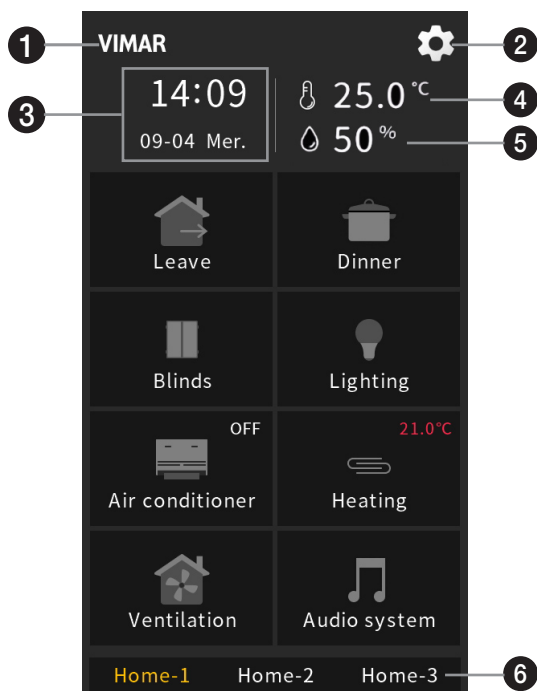 1 VIMAR 2
3 14:09 25.0 °C 4
09-04 Mer. 50 % 5
Leave Dinner
Blinds Lighting
OFF 21.0°C
Air conditioner Heating
Ventilation Audio system
Home-1 Home-2 Home-3 6